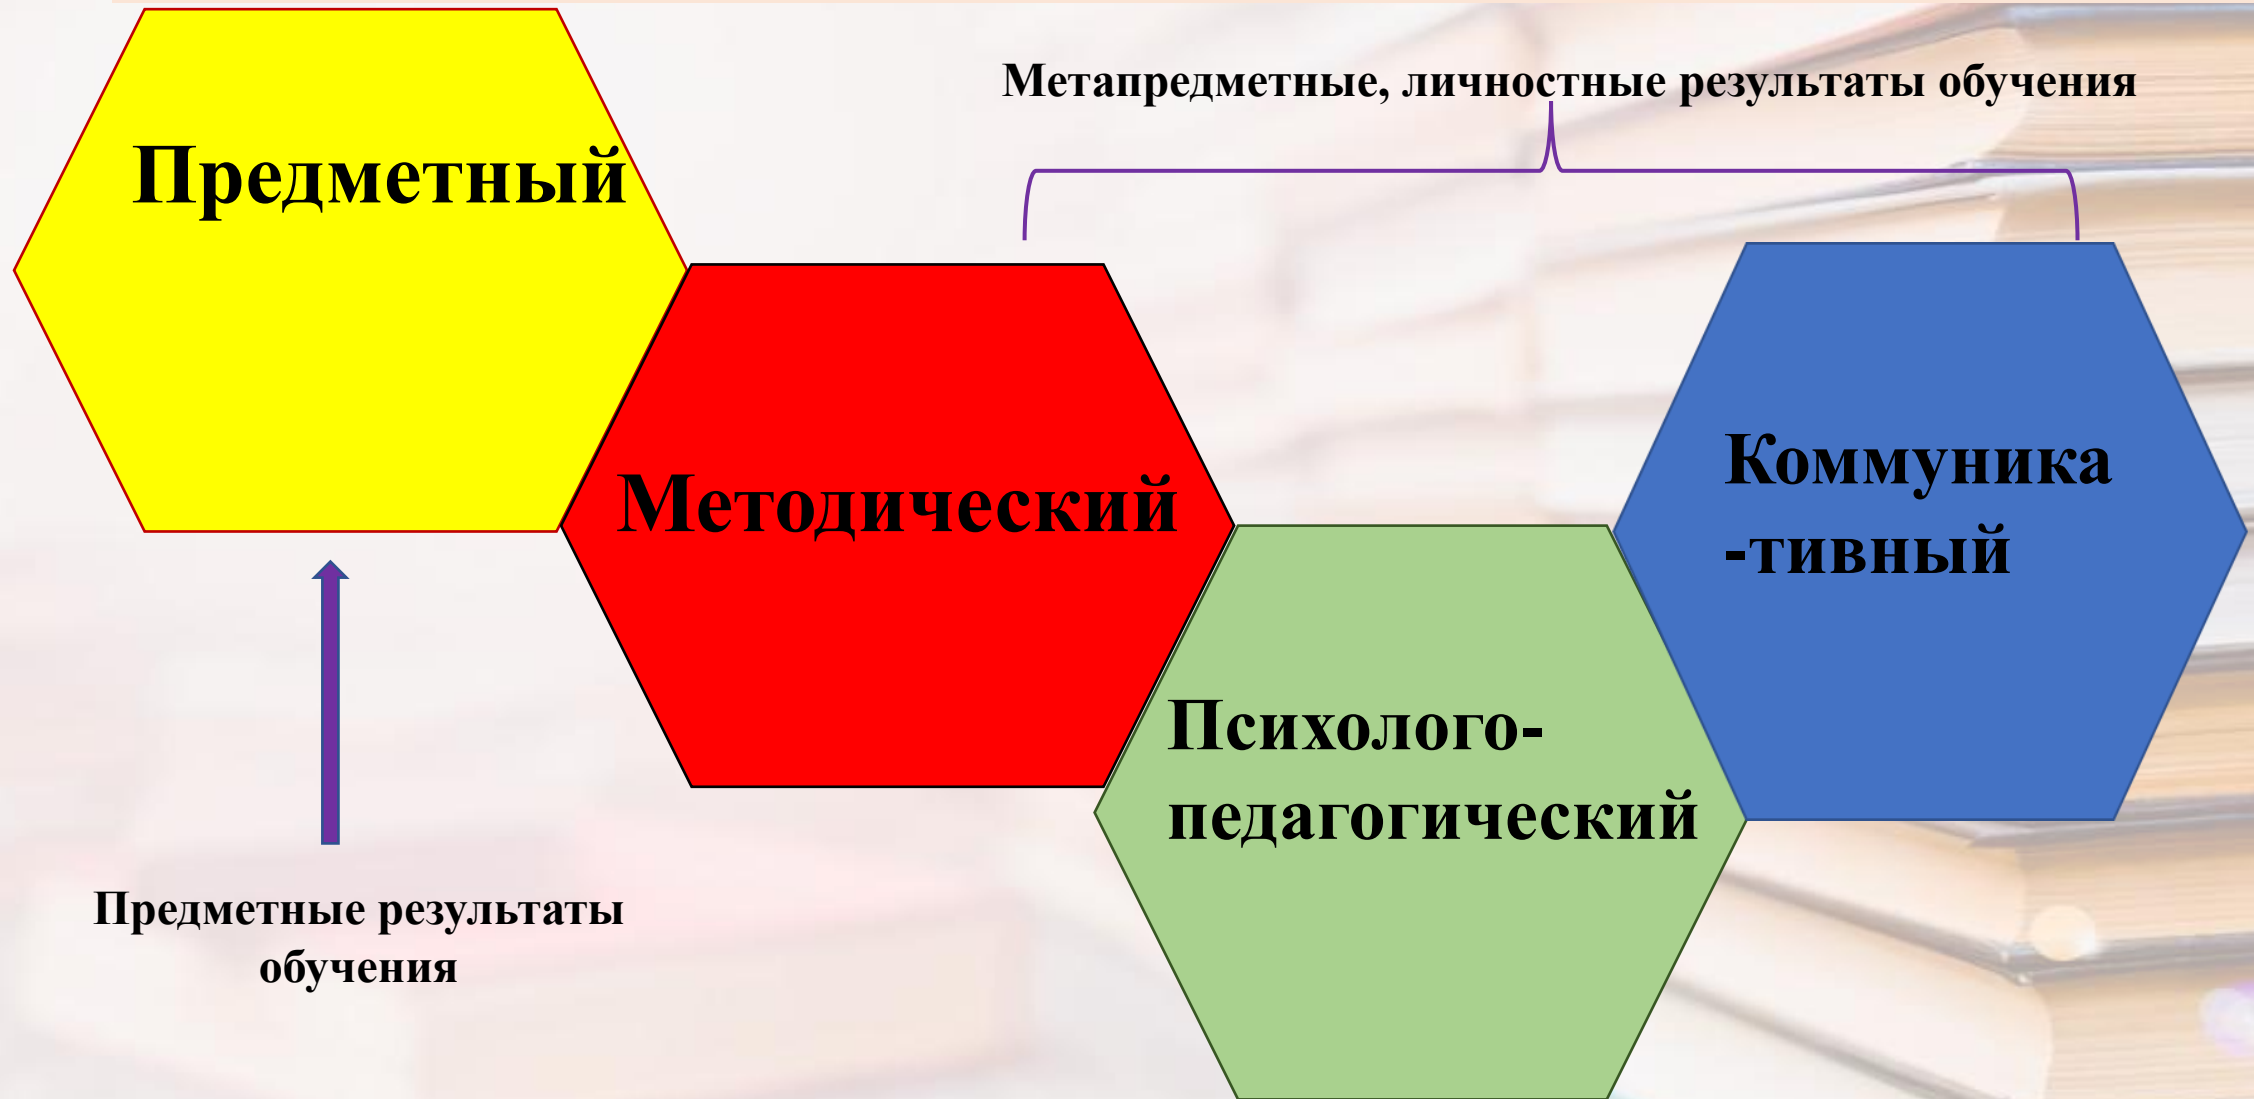 Метапредметные, личностные результаты обучения
Предметный
Методический
Коммуника
-тивный
Психолого-
педагогический
Предметные результаты
обучения